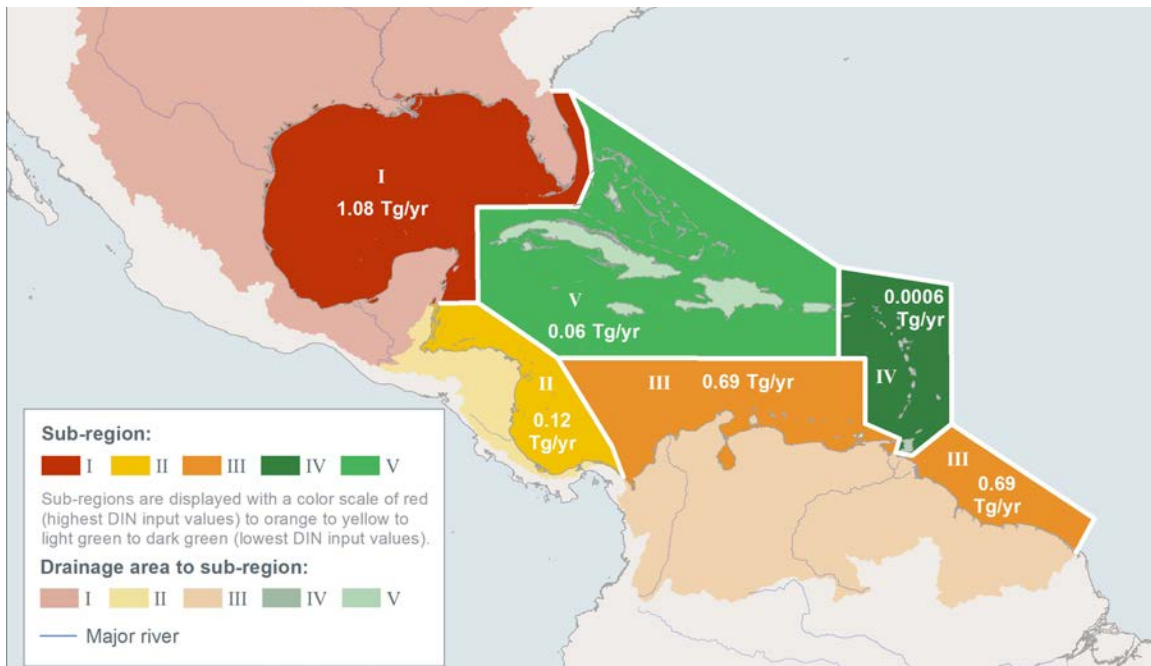 I
1.08 Tg/yr
V
0.06 Tg/yr
0.0006
Tg/yr
IV
II
0.12
Tg/yr
III 0.69 Tg/yr
III
0.69
Tg/yr
Sub-region:
I II III IV V
Sub-regions are displayed with a color scale of red
(highest DIN input values) to orange to yellow to
light green to dark green (lowest DIN input values).
Drainage area to sub-region:
I II III IV V
Major river